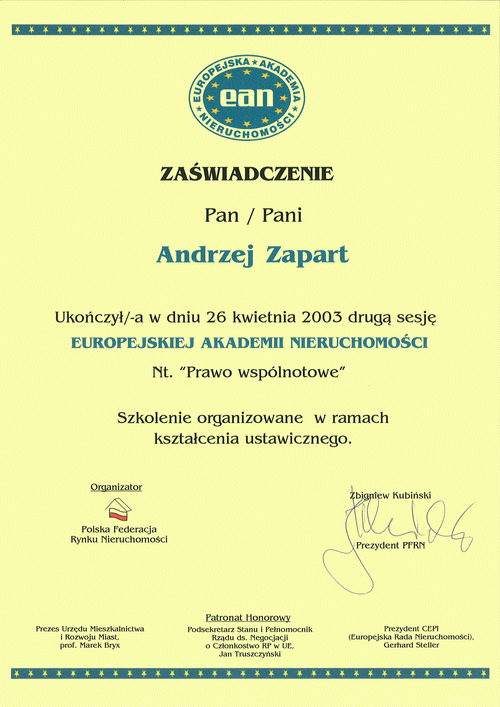 EUROPEJSKA ★ AKADEMIA ★ NIERUCHOMOŚCI ★
ean
ZAŚWIADCZENIE
Pan / Pani
Andrzej Zapart
Ukończył/-a w dniu 26 kwietnia 2003 drugą sesję
EUROPEJSKIEJ AKADEMII NIERUCHOMOŚCI
Nt. "Prawo wspólnotowe"
Szkolenie organizowane w ramach
kształcenia ustawicznego.
Organizator
Polska Federacja
Rynku Nieruchomości
Zbigniew Kubiński
Prezydent PFRN
Patronat Honorowy
Prezes Urzędu Mieszkalnictwa
i Rozwoju Miast,
prof. Marek Bryx
Podsekretarz Stanu i Pełnomocnik
Rządu ds. Negocjacji
o Członkostwo RP w UE,
Jan Truszczyński
Prezydent CEPI
(Europejska Rada Nieruchomości),
Gerhard Steller